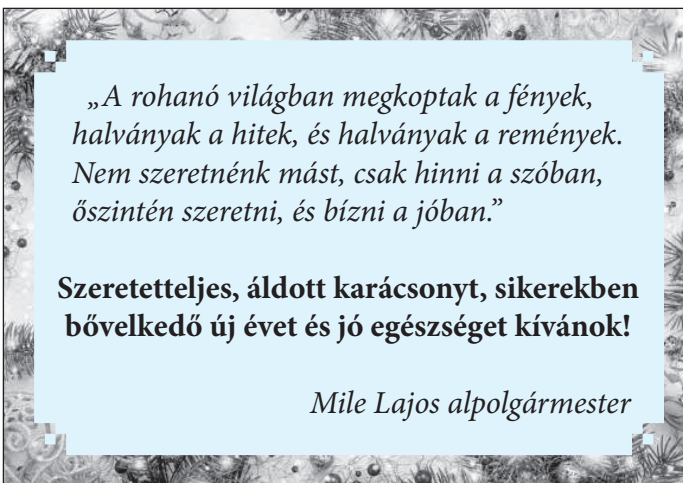 „A rohanó világban megkoptak a fények,
halványak a hitek, és halványak a remények.
Nem szeretnénk mást, csak hinni a szóban,
őszintén szeretni, és bízni a jóban.”
Szeretetteljes, áldott karácsonyt, sikerekben
bővelkedő új évet és jó egészséget kívánok!
Mile Lajos alpolgármester